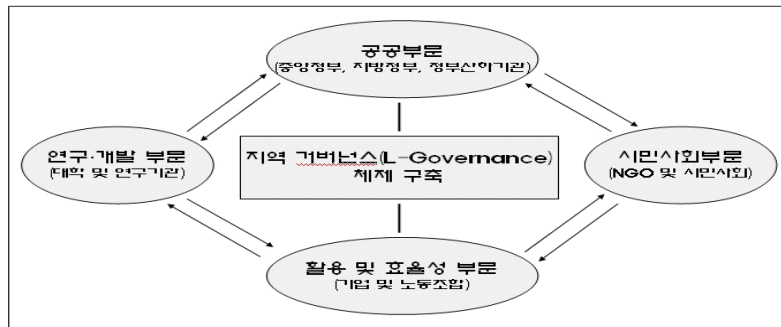 공공부문
(중앙정부, 지방정부, 정부산하기관)
연구·개발 부문
(대학 및 연구기관)
지역 거버넌스(L-Governance)
체제 구축
시민사회부문
(NGO 및 시민사회)
활용 및 효율성 부문
(기업 및 노동조합)